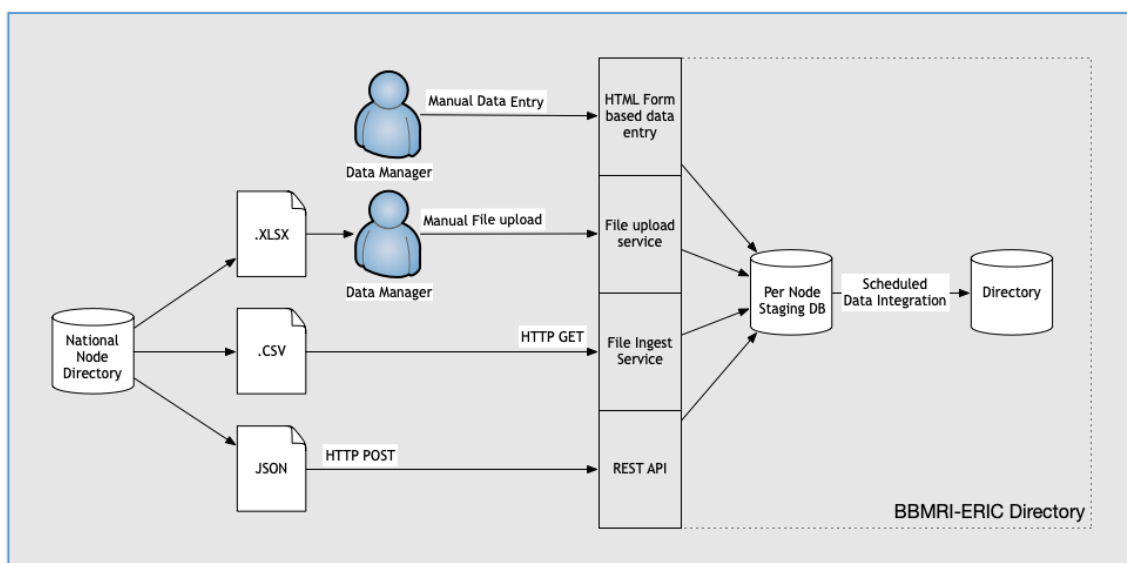 Manual Data Entry
HTML Form
based data
entry
Data Manager
.XLSX
Manual File upload
File upload
service
Data Manager
National
Node
Directory
.CSV
HTTP GET
File Ingest
Service
Per Node
Staging DB
Scheduled
Data Integration
Directory
.JSON
HTTP POST
REST API
BBMRI-ERIC Directory